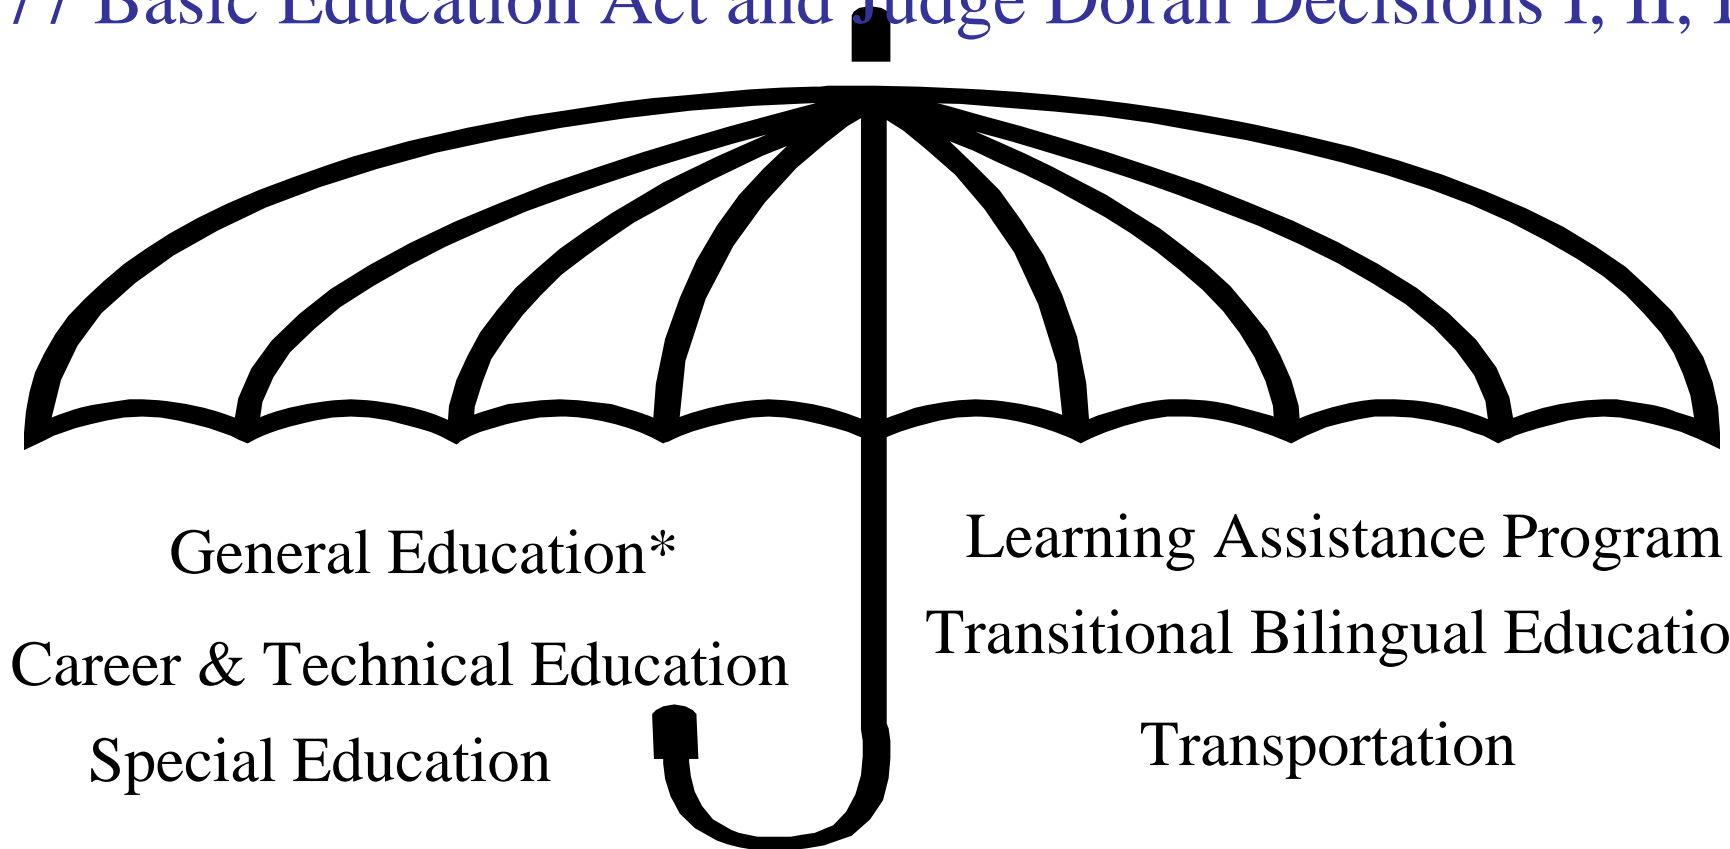 77 Basic Education Act and Judge Doran Decisions I, II, I
General Education*
Career & Technical Education
Special Education
Learning Assistance Program
Transitional Bilingual Educatio
Transportation